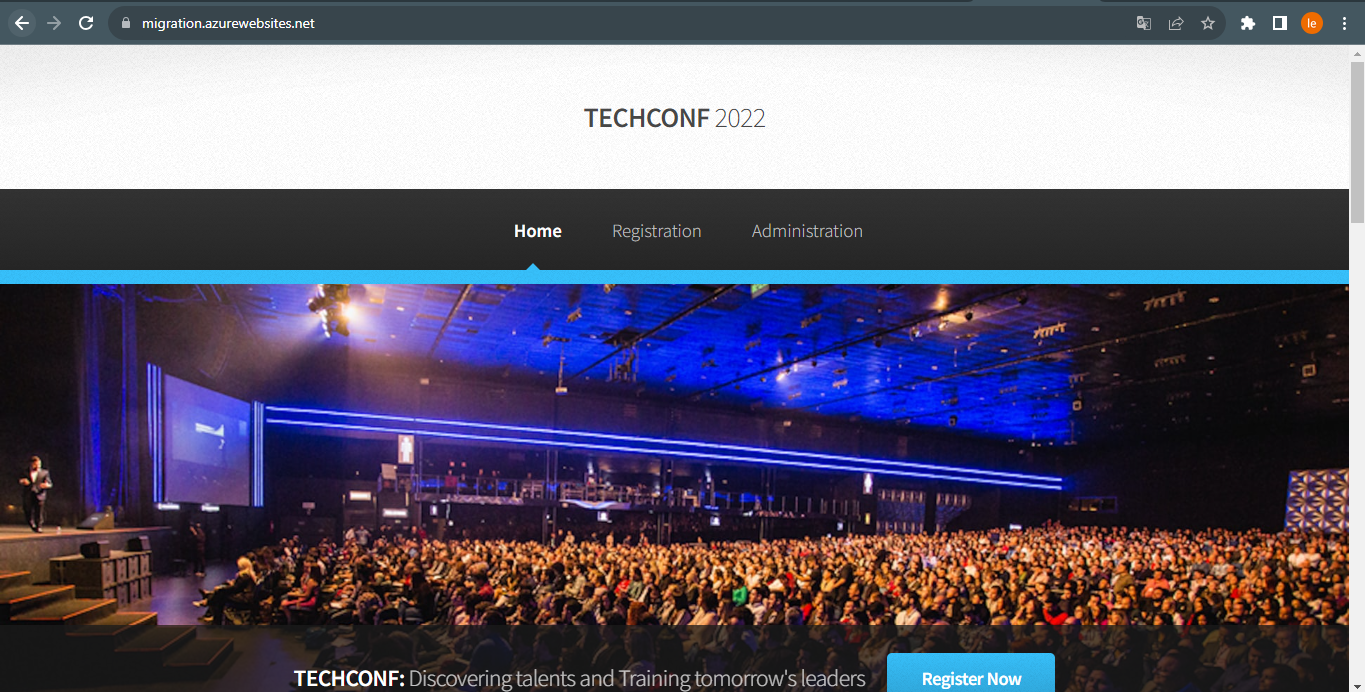 migration.azurewebsites.net
le
TECHCONF 2022
Home Registration Administration
TECHCONF: Discovering talents and Training tomorrow's leaders
Register Now